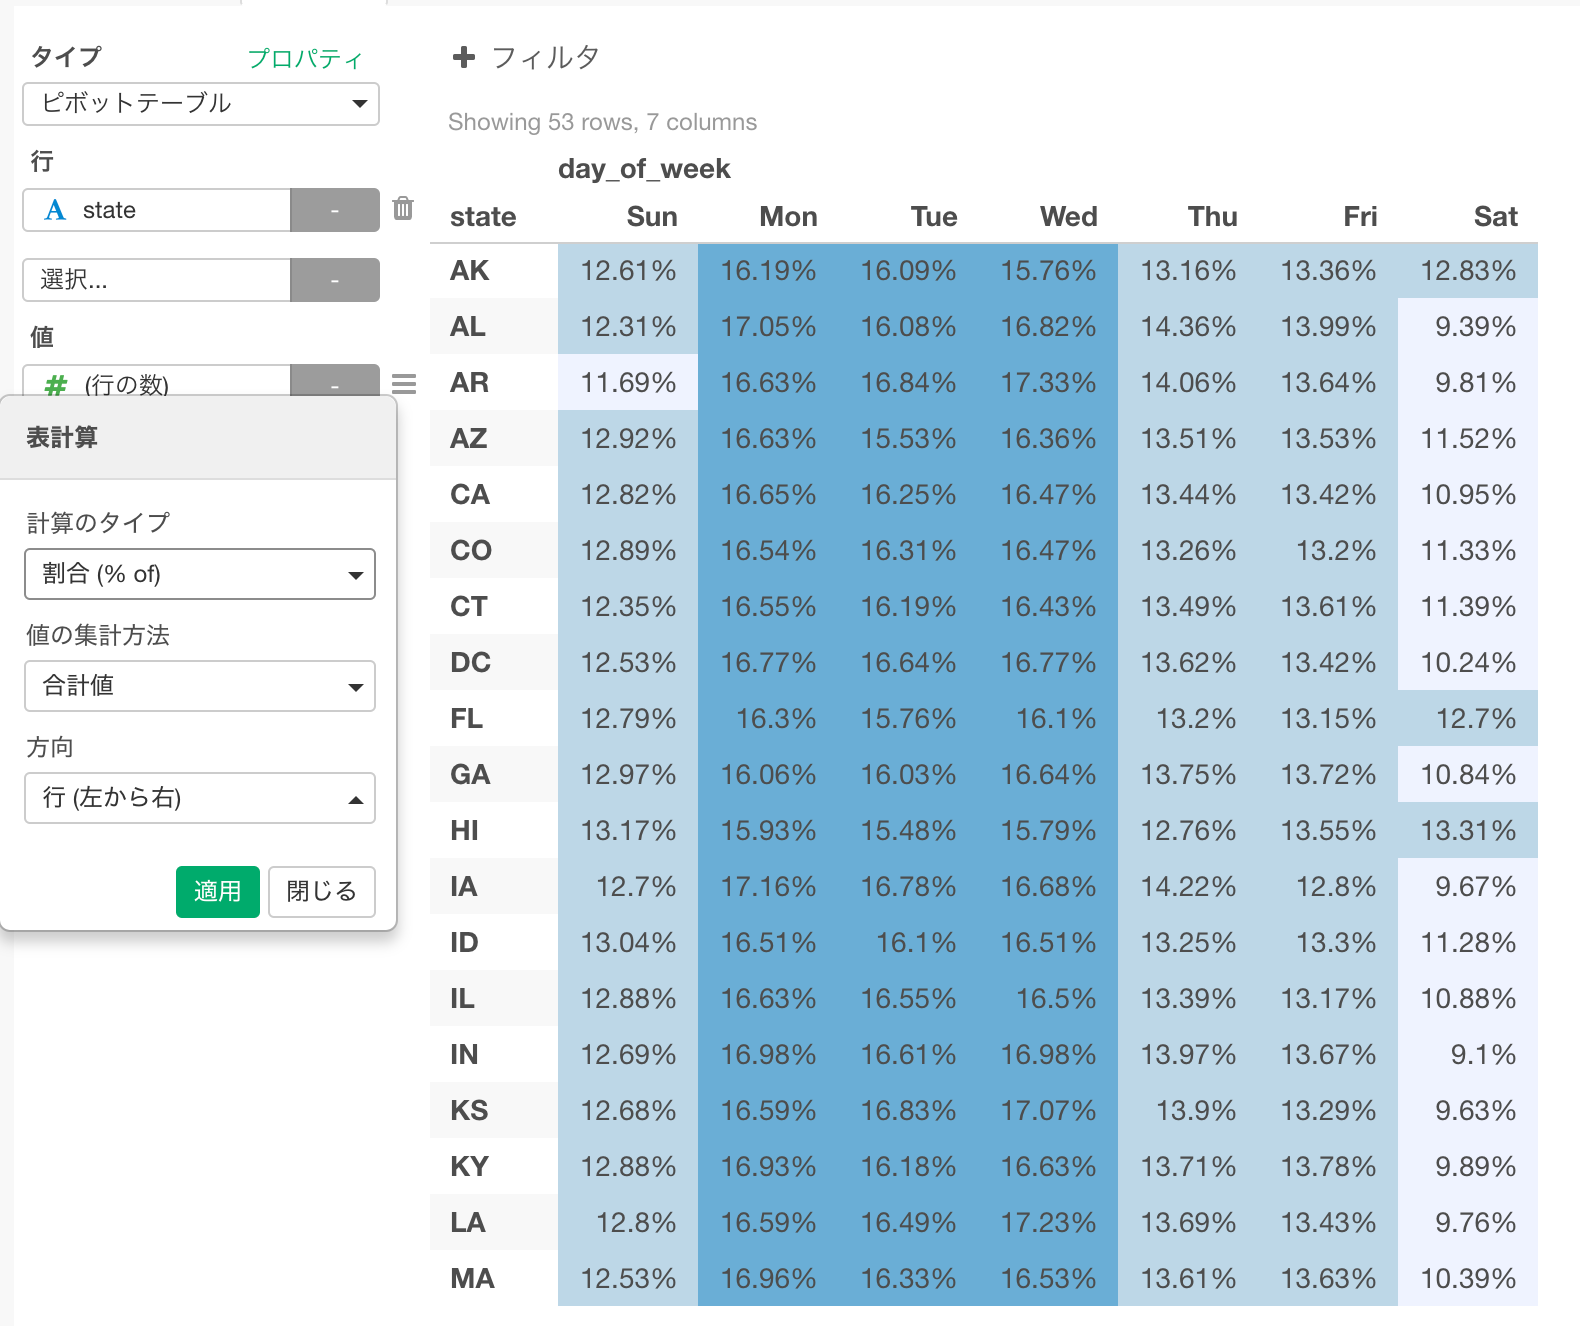 タイプ プロパティ
ピボットテーブル
行
A state -
選択... -
値
# (行の数) -
表計算
計算のタイプ
割合 (% of)
値の集計方法
合計値
方向
行 (左から右)
適用 閉じる
+ フィルタ
Showing 53 rows, 7 columns
day_of_week
state Sun Mon Tue Wed Thu Fri Sat
AK 12.61% 16.19% 16.09% 15.76% 13.16% 13.36% 12.83%
AL 12.31% 17.05% 16.08% 16.82% 14.36% 13.99% 9.39%
AR 11.69% 16.63% 16.84% 17.33% 14.06% 13.64% 9.81%
AZ 12.92% 16.63% 15.53% 16.36% 13.51% 13.53% 11.52%
CA 12.82% 16.65% 16.25% 16.47% 13.44% 13.42% 10.95%
CO 12.89% 16.54% 16.31% 16.47% 13.26% 13.2% 11.33%
CT 12.35% 16.55% 16.19% 16.43% 13.49% 13.61% 11.39%
DC 12.53% 16.77% 16.64% 16.77% 13.62% 13.42% 10.24%
FL 12.79% 16.3% 15.76% 16.1% 13.2% 13.15% 12.7%
GA 12.97% 16.06% 16.03% 16.64% 13.75% 13.72% 10.84%
HI 13.17% 15.93% 15.48% 15.79% 12.76% 13.55% 13.31%
IA 12.7% 17.16% 16.78% 16.68% 14.22% 12.8% 9.67%
ID 13.04% 16.51% 16.1% 16.51% 13.25% 13.3% 11.28%
IL 12.88% 16.63% 16.55% 16.5% 13.39% 13.17% 10.88%
IN 12.69% 16.98% 16.61% 16.98% 13.97% 13.67% 9.1%
KS 12.68% 16.59% 16.83% 17.07% 13.9% 13.29% 9.63%
KY 12.88% 16.93% 16.18% 16.63% 13.71% 13.78% 9.89%
LA 12.8% 16.59% 16.49% 17.23% 13.69% 13.43% 9.76%
MA 12.53% 16.96% 16.33% 16.53% 13.61% 13.63% 10.39%